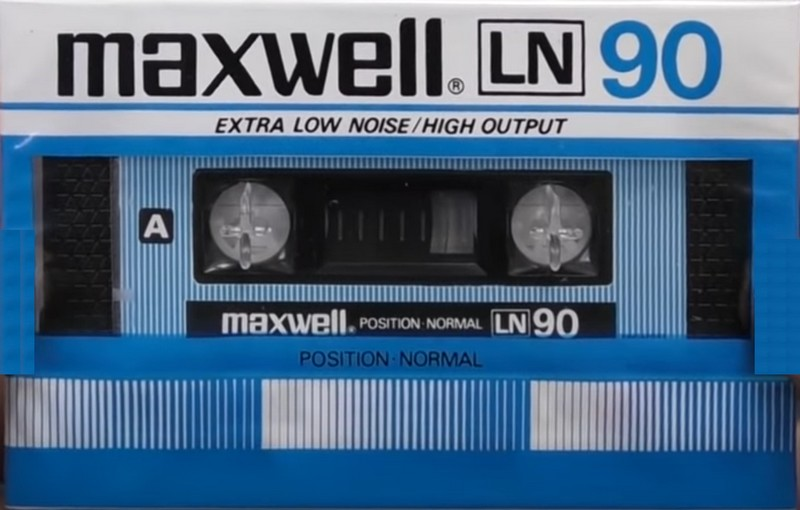 maxwell® LN 90
EXTRA LOW NOISE/HIGH OUTPUT
A
maxwell® POSITION·NORMAL LN 90
POSITION·NORMAL